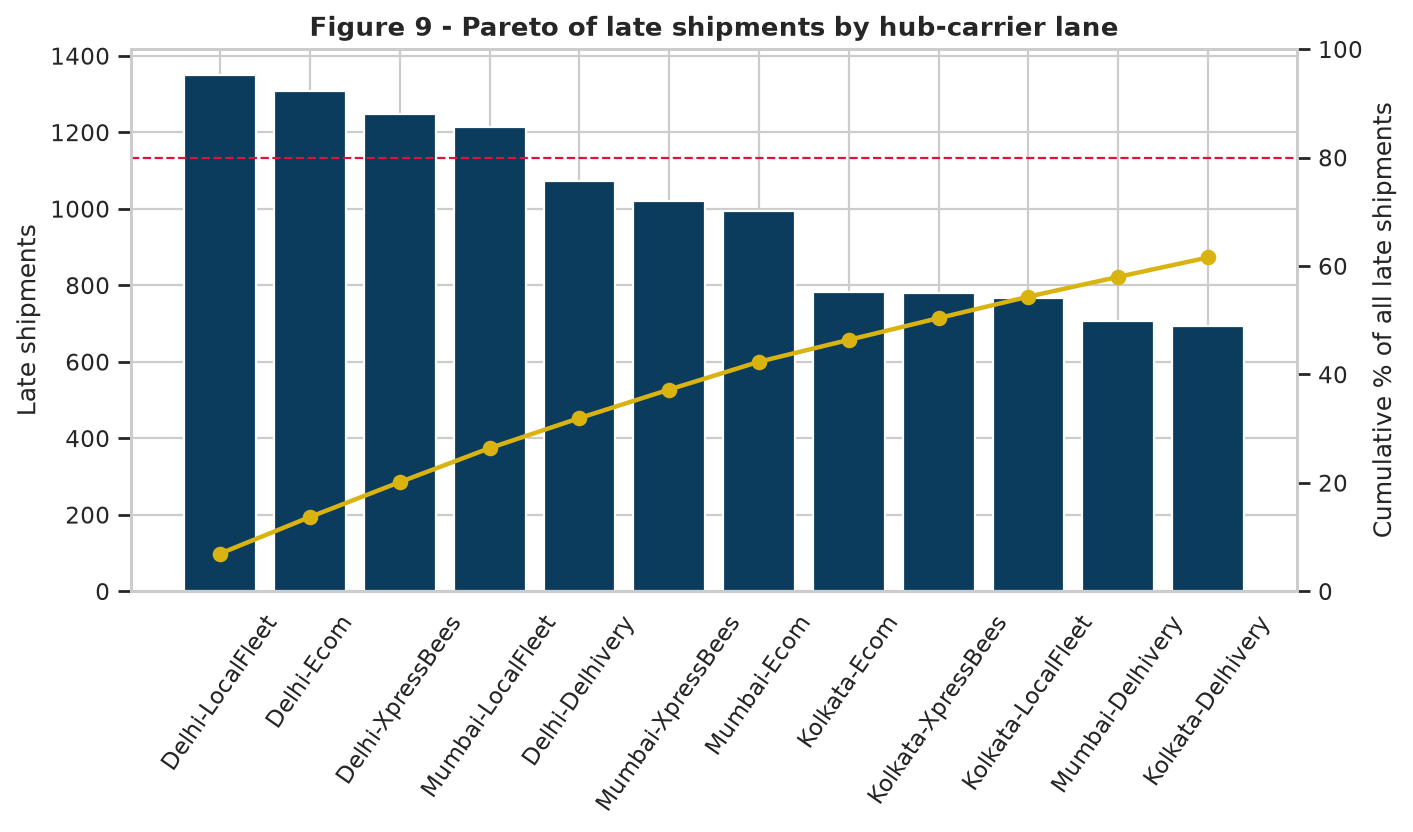 Figure 9 - Pareto of late shipments by hub-carrier lane
Late shipments
1400
1200
1000
800
600
400
200
0
100
80
60
40
20
0
Cumulative % of all late shipments
Delhi-LocalFleet
Delhi-Ecom
Delhi-XpressBees
Mumbai-LocalFleet
Delhi-Delhivery
Mumbai-XpressBees
Mumbai-Ecom
Kolkata-Ecom
Kolkata-XpressBees
Kolkata-LocalFleet
Mumbai-Delhivery
Kolkata-Delhivery